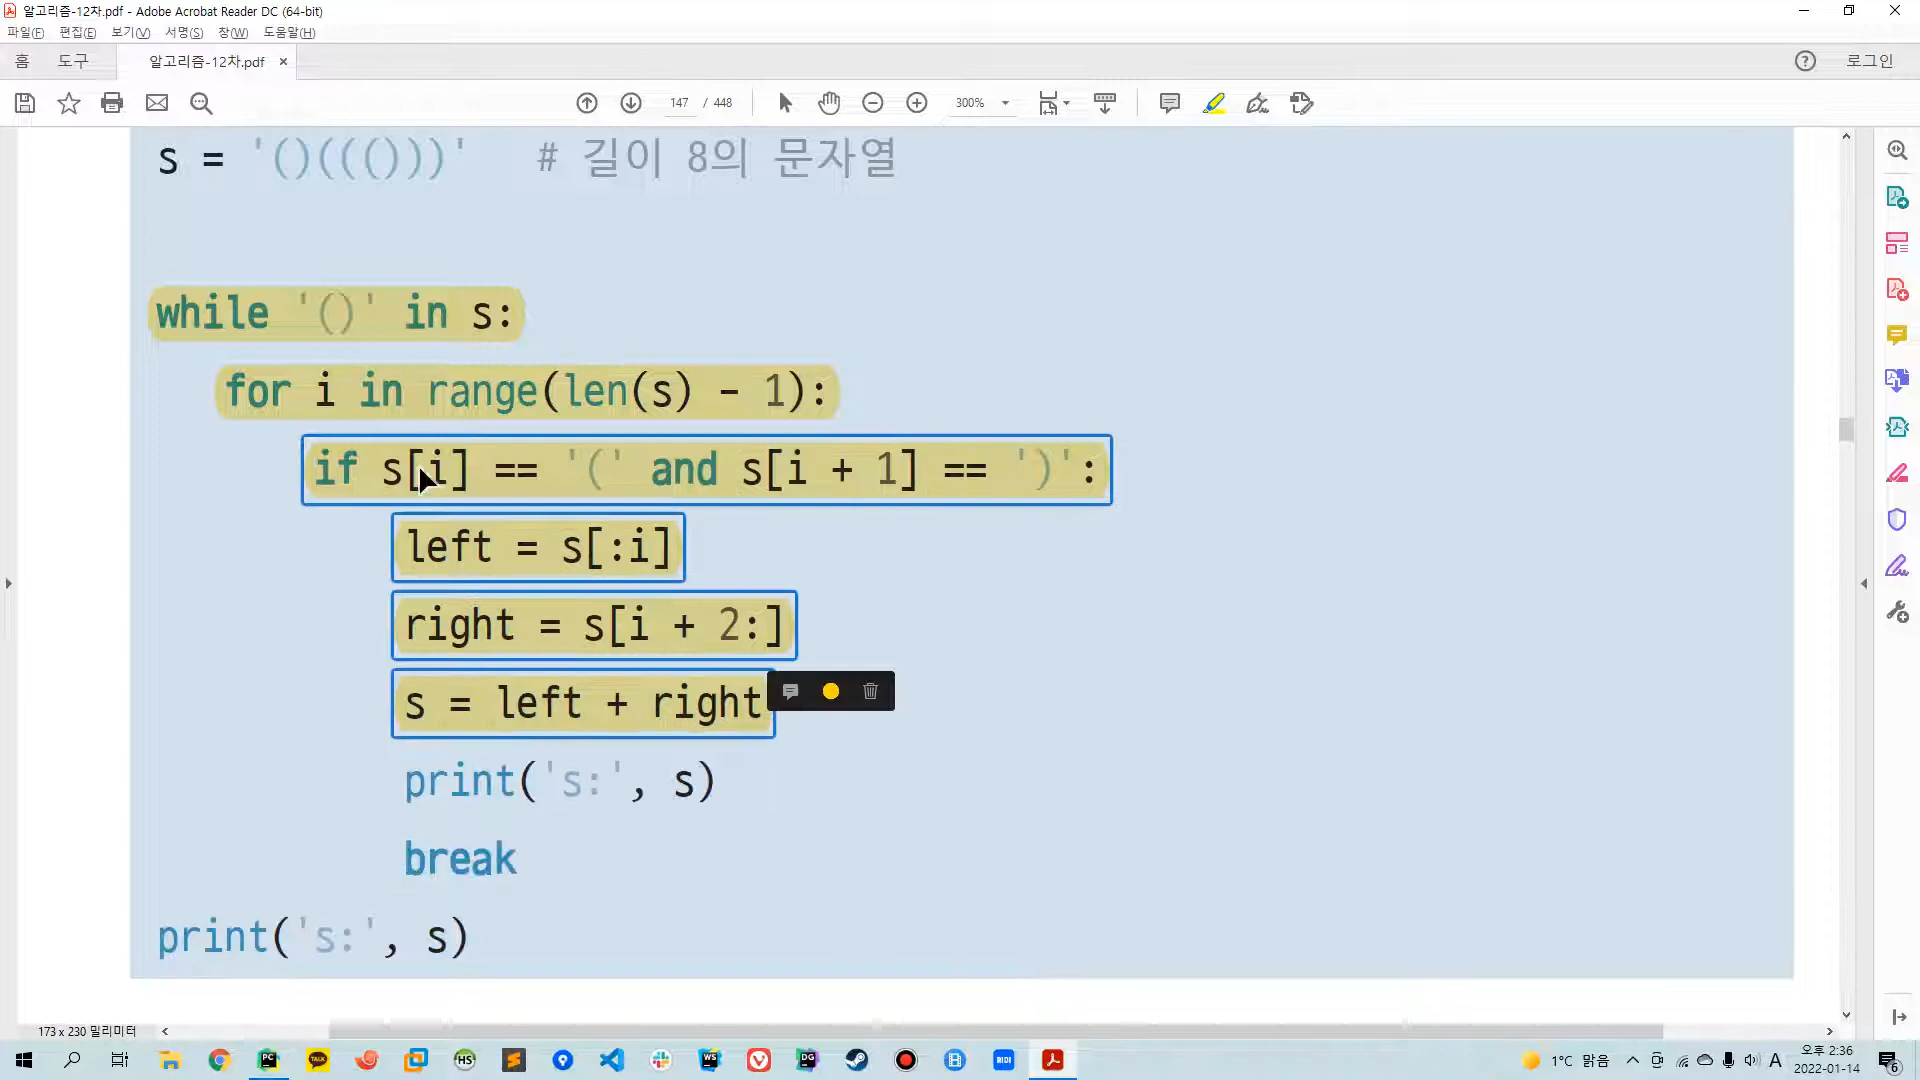 알고리즘-12차.pdf - Adobe Acrobat Reader DC (64-bit)
파일(F) 편집(E) 보기(V) 서명(S) 창(W) 도움말(H)
홈 도구 알고리즘-12차.pdf × 로그인
147 / 448 300%
s = '()((()))' # 길이 8의 문자열
while '()' in s:
for i in range(len(s) - 1):
if s[i] == '(' and s[i + 1] == ')':
left = s[:i]
right = s[i + 2:]
s = left + right
print('s:', s)
break
print('s:', s)
173 x 230 밀리미터
1°C 맑음 A 오후 2:36
2022-01-14